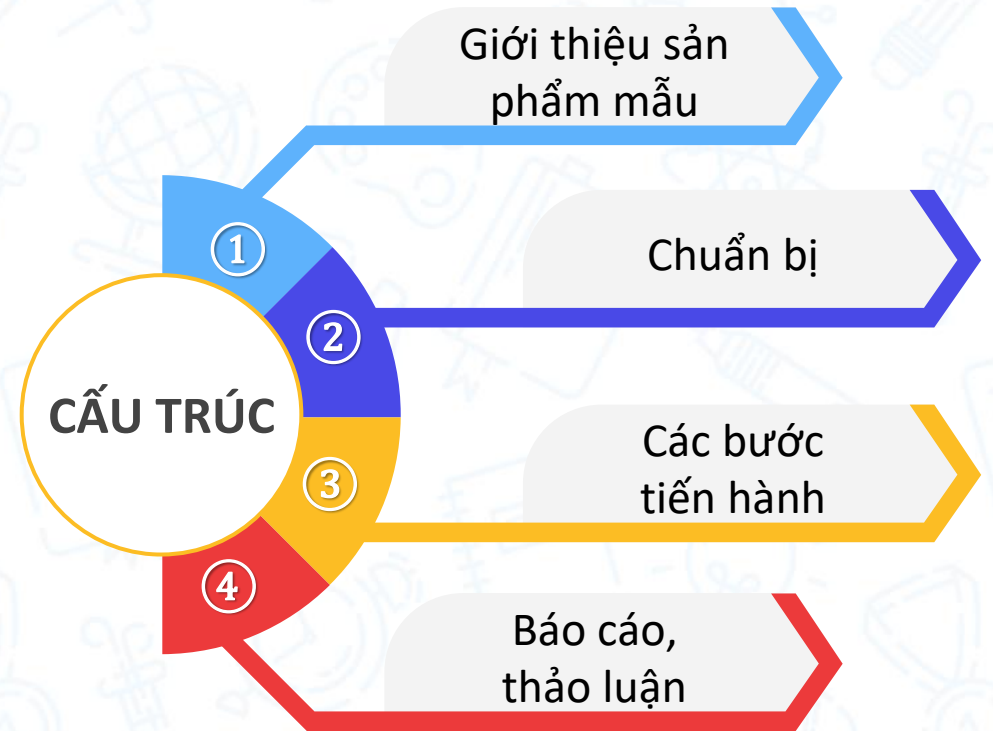 Giới thiệu sản
phẩm mẫu
①
Chuẩn bị
②
CẤU TRÚC
Các bước
tiến hành
③
④
Báo cáo,
thảo luận